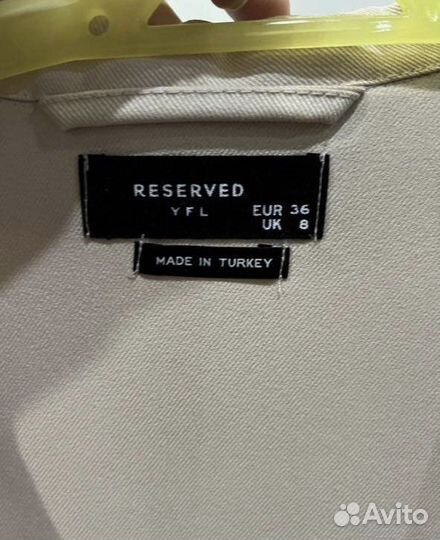 RESERVED
YFL EUR 36
UK 8
MADE IN TURKEY
Avito